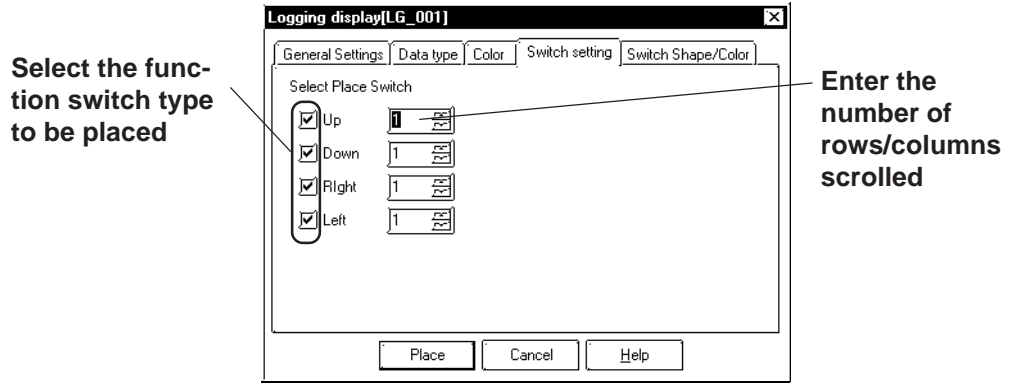 Logging display[LG_001]
General Settings Data type Color Switch setting Switch Shape/Color
Select the func-
tion switch type
to be placed
Select Place Switch
Up 1
Down 1
RIght 1
Left 1
Enter the
number of
rows/columns
scrolled
Place Cancel Help